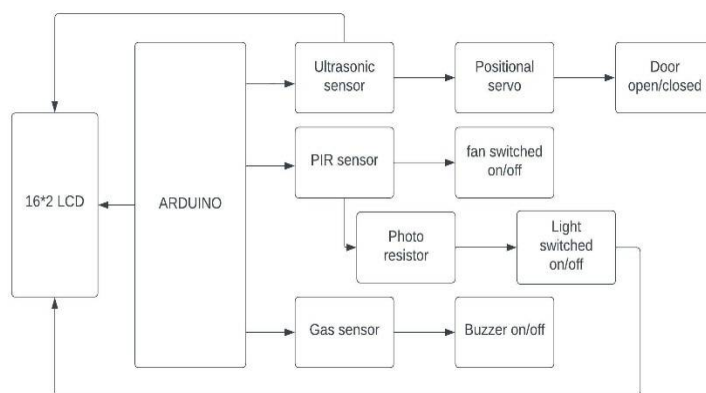 Ultrasonic
sensor
Positional
servo
Door
open/closed
16*2 LCD
ARDUINO
PIR sensor
fan switched
on/off
Photo
resistor
Light
switched
on/off
Gas sensor
Buzzer on/off